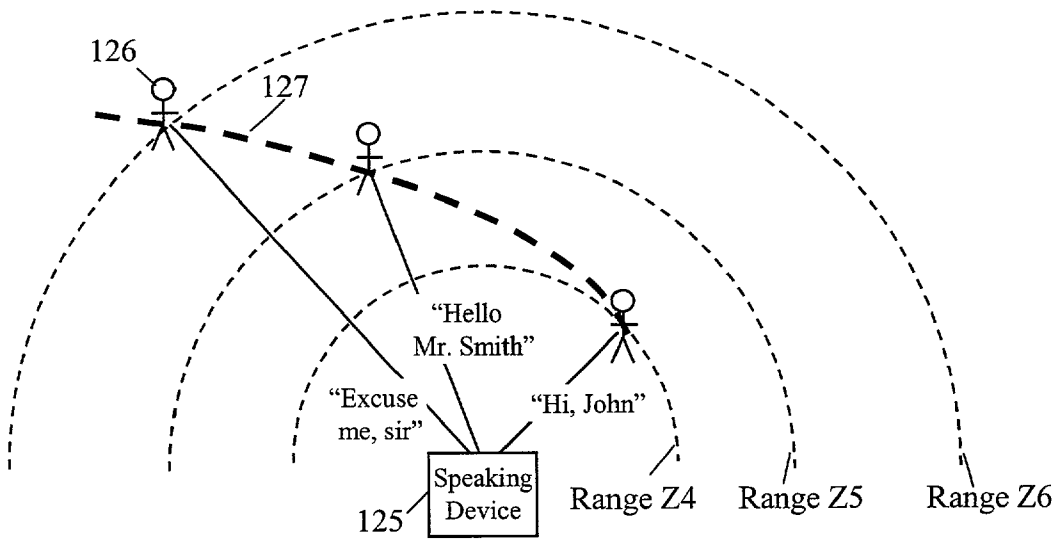 126
127
“Hello
Mr. Smith”
“Excuse
me, sir”
“Hi, John”
Speaking
Device
125
Range Z4
Range Z5
Range Z6